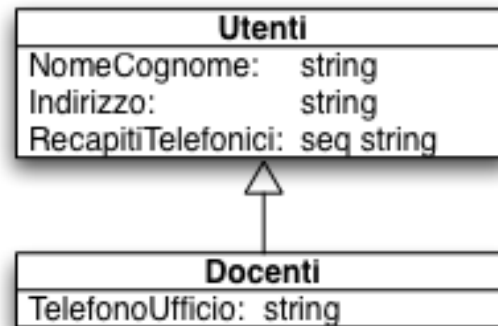 Utenti
NomeCognome: string
Indirizzo: string
RecapitiTelefonici: seq string
Docenti
TelefonoUfficio: string